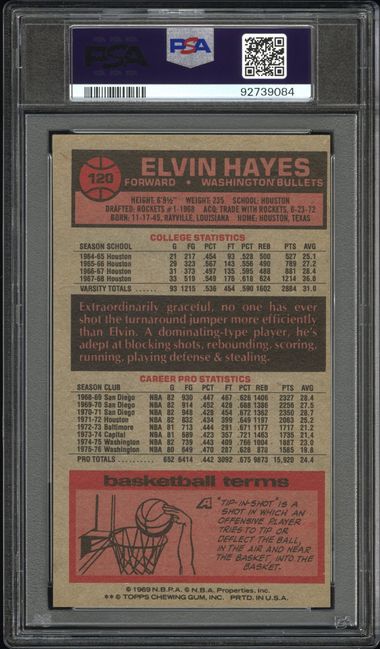 PSA
PSA
92739084
120
ELVIN HAYES
FORWARD • WASHINGTON BULLETS
HEIGHT: 6'9½" WEIGHT: 235 SCHOOL: HOUSTON
DRAFTED: ROCKETS #1-1968 ACQ: TRADE WITH ROCKETS, 6-23-72
BORN: 11-17-45, RAYVILLE, LOUISIANA HOME: HOUSTON, TEXAS
COLLEGE STATISTICS
SEASON SCHOOL G FG PCT FT PCT REB PTS AVG
1964-65 Houston 21 217 .454 93 .528 500 527 25.1
1965-66 Houston 29 323 .567 143 .556 490 789 27.2
1966-67 Houston 31 373 .497 135 .595 488 881 28.4
1967-68 Houston 33 519 .549 176 .618 624 1214 36.8
VARSITY TOTALS 93 1215 .536 454 .590 1602 2884 31.0
Extraordinarily graceful, no one has ever
shot the turnaround jumper more efficiently
than Elvin. A dominating-type player, he's
adept at blocking shots, rebounding, scoring,
running, playing defense & stealing.
CAREER PRO STATISTICS
SEASON CLUB G FG PCT FT PCT REB PTS AVG
1968-69 San Diego NBA 82 930 .447 467 .626 1406 2327 28.4
1969-70 San Diego NBA 82 914 .452 428 .688 1386 2256 27.5
1970-71 San Diego NBA 82 948 .428 454 .672 1362 2350 28.7
1971-72 Houston NBA 82 832 .434 399 .649 1197 2063 25.2
1972-73 Baltimore NBA 81 713 .444 291 .671 1177 1717 21.2
1973-74 Capital NBA 81 689 .423 357 .721 1463 1735 21.4
1974-75 Washington NBA 82 739 .443 409 .766 1004 1887 23.0
1975-76 Washington NBA 80 649 .470 287 .628 878 1585 19.8
PRO TOTALS 652 6414 .442 3092 .675 9873 15,920 24.4
basketball terms
A "TIP-IN-SHOT" IS A
SHOT IN WHICH AN
OFFENSIVE PLAYER
TRIES TO TIP OR
DEFLECT THE BALL,
IN THE AIR AND NEAR
THE BASKET, INTO THE
BASKET.
© 1969 N.B.P.A. © N.B.A. Properties, Inc.
** © TOPPS CHEWING GUM, INC. PRTD. IN U.S.A.